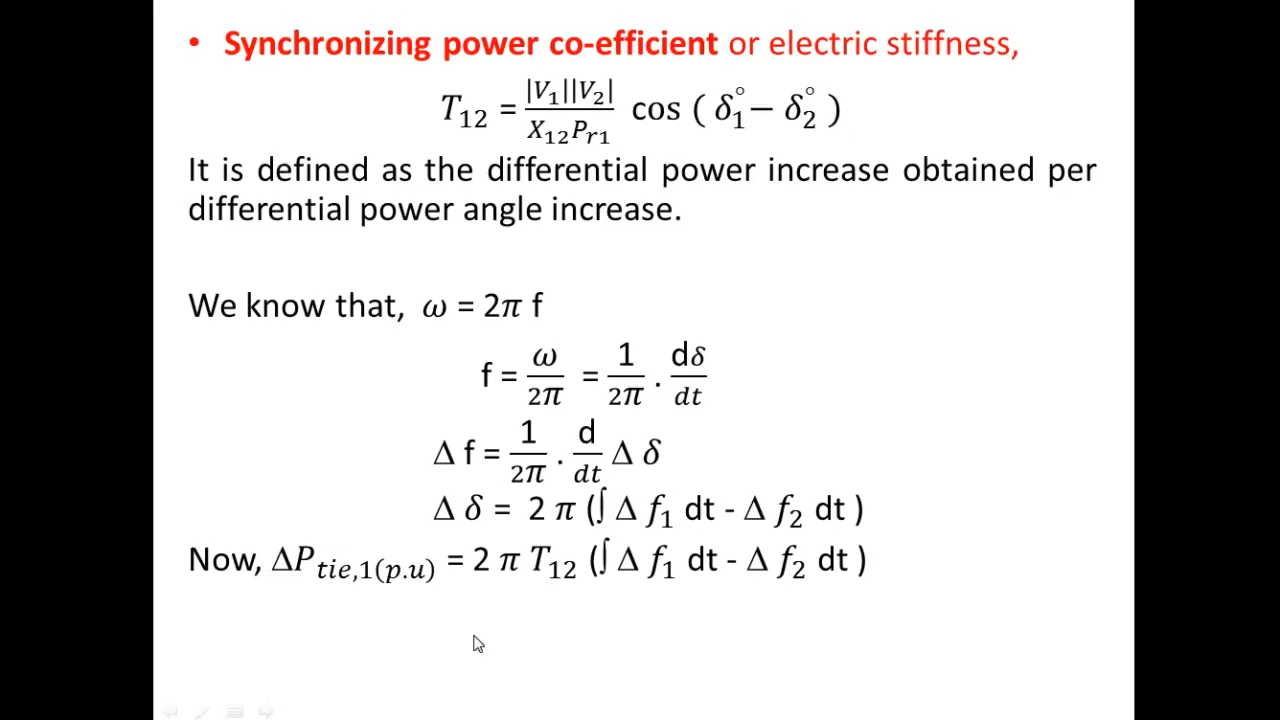 • Synchronizing power co-efficient or electric stiffness,
T₁₂ = |V₁||V₂| / X₁₂Pᵣ₁ cos ( δ₁° − δ₂° )
It is defined as the differential power increase obtained per
differential power angle increase.
We know that, ω = 2π f
f = ω/2π = 1/2π . dδ/dt
Δ f = 1/2π . d/dt Δ δ
Δ δ = 2 π (∫ Δ f₁ dt - Δ f₂ dt )
Now, ΔP_tie,1(p.u) = 2 π T₁₂ (∫ Δ f₁ dt - Δ f₂ dt )